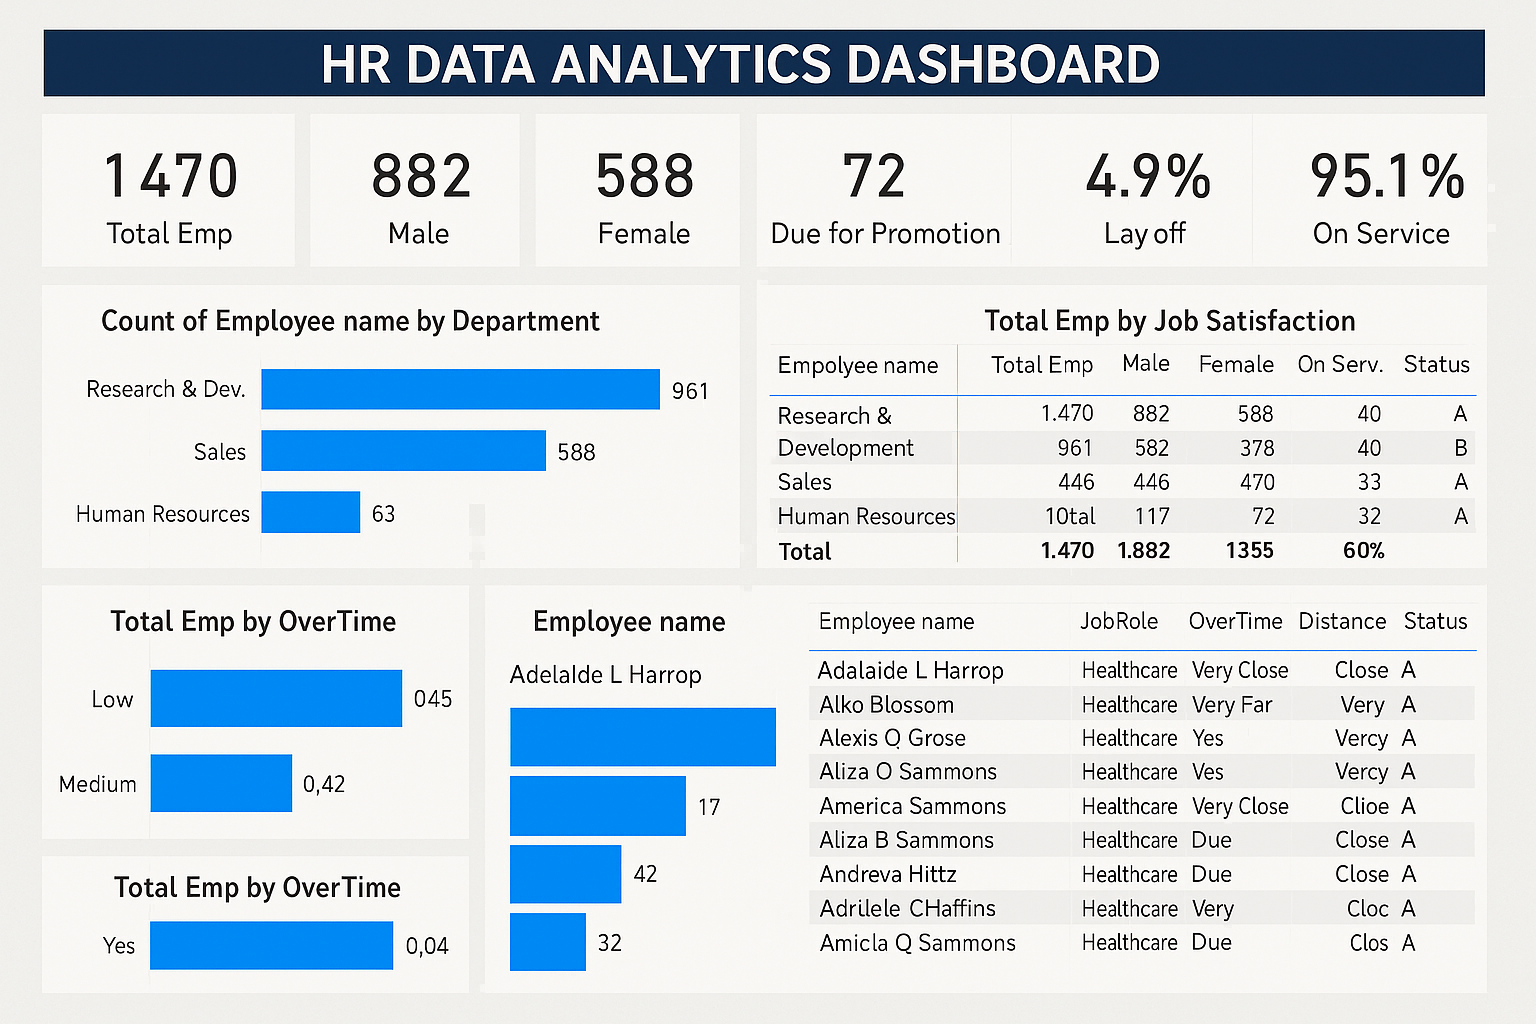 HR DATA ANALYTICS DASHBOARD
1470
Total Emp
882
Male
588
Female
72
Due for Promotion
4.9%
Lay off
95.1%
On Service
Count of Employee name by Department
Research & Dev. 961
Sales 588
Human Resources 63
Total Emp by Job Satisfaction
Empolyee name Total Emp Male Female On Serv. Status
Research & 1.470 882 588 40 A
Development 961 582 378 40 B
Sales 446 446 470 33 A
Human Resources 10tal 117 72 32 A
Total 1.470 1.882 1355 60%
Total Emp by OverTime
Low 045
Medium 0,42
Total Emp by OverTime
Yes 0,04
Employee name
Adelalde L Harrop
17
42
32
Employee name JobRole OverTime Distance Status
Adalaide L Harrop Healthcare Very Close Close A
Alko Blossom Healthcare Very Far Very A
Alexis Q Grose Healthcare Yes Vercy A
Aliza O Sammons Healthcare Ves Vercy A
America Sammons Healthcare Very Close Clioe A
Aliza B Sammons Healthcare Due Close A
Andreva Hittz Healthcare Due Close A
Adrilele CHaffins Healthcare Very Cloc A
Amicla Q Sammons Healthcare Due Clos A